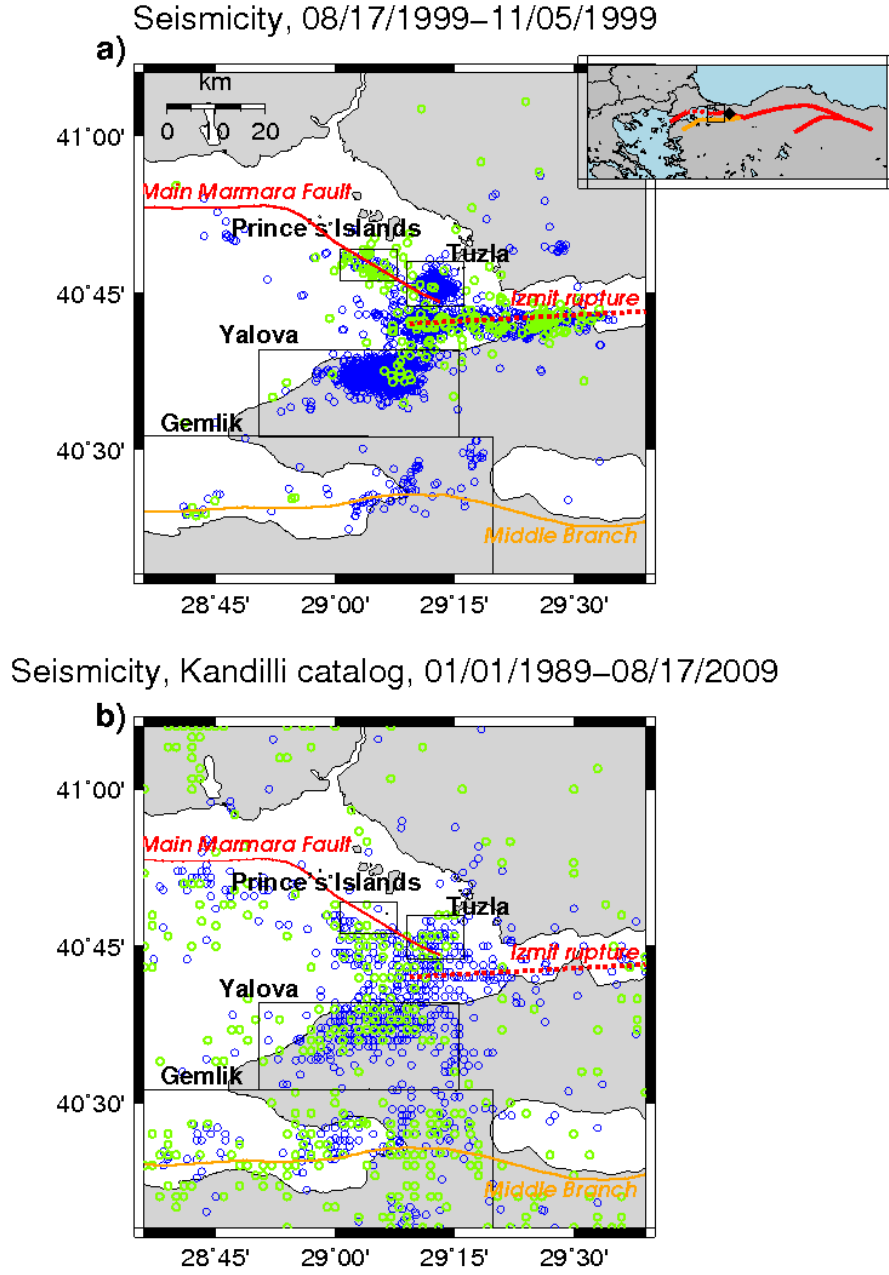 Seismicity, 08/17/1999–11/05/1999
a)
km
0 10 20
41°00'
Main Marmara Fault
Prince's Islands
Tuzla
40°45'
Izmit rupture
Yalova
Gemlik
40°30'
Middle Branch
28°45' 29°00' 29°15' 29°30'
Seismicity, Kandilli catalog, 01/01/1989–08/17/2009
b)
41°00'
Main Marmara Fault
Prince's Islands
Tuzla
40°45'
Izmit rupture
Yalova
Gemlik
40°30'
Middle Branch
28°45' 29°00' 29°15' 29°30'